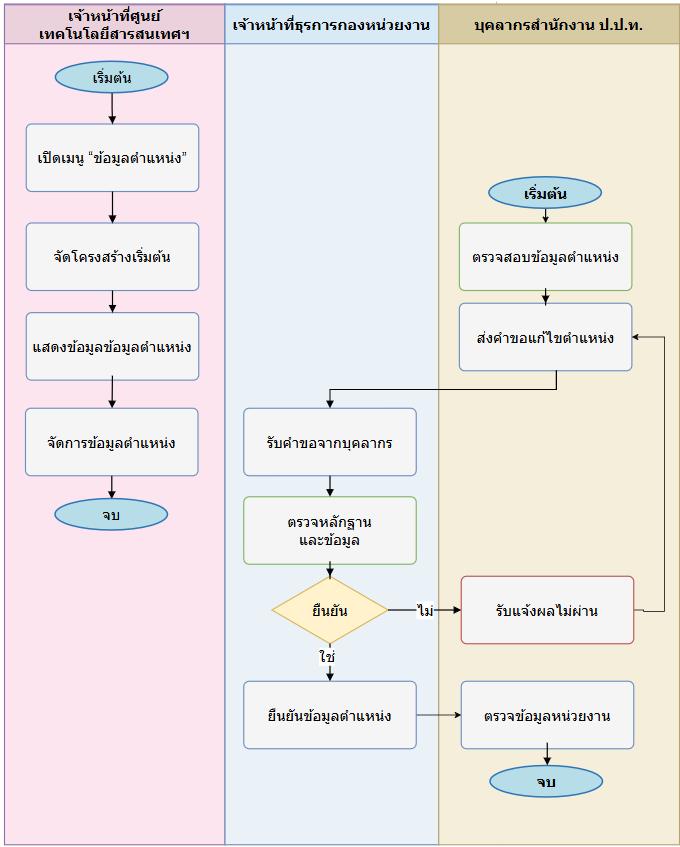 เจ้าหน้าที่ศูนย์
เทคโนโลยีสารสนเทศฯ
เจ้าหน้าที่ธุรการกองหน่วยงาน
บุคลากรสำนักงาน ป.ป.ท.
เริ่มต้น
เปิดเมนู “ข้อมูลตำแหน่ง”
จัดโครงสร้างเริ่มต้น
แสดงข้อมูลข้อมูลตำแหน่ง
จัดการข้อมูลตำแหน่ง
จบ
เริ่มต้น
ตรวจสอบข้อมูลตำแหน่ง
ส่งคำขอแก้ไขตำแหน่ง
รับคำขอจากบุคลากร
ตรวจหลักฐาน
และข้อมูล
ยืนยัน
ไม่
รับแจ้งผลไม่ผ่าน
ใช่
ยืนยันข้อมูลตำแหน่ง
ตรวจข้อมูลหน่วยงาน
จบ